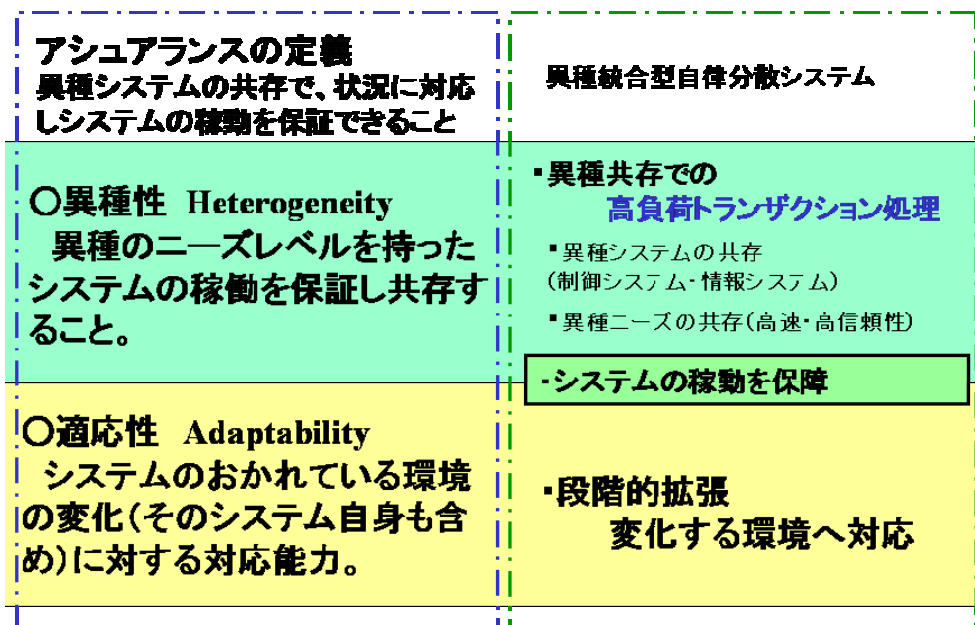 アシュアランスの定義
異種システムの共存で、状況に対応
しシステムの稼動を保証できること
〇異種性 Heterogeneity
異種のニーズレベルを持った
システムの稼働を保証し共存す
ること。
〇適応性 Adaptability
システムのおかれている環境
の変化(そのシステム自身も含
め)に対する対応能力。
異種統合型自律分散システム
▪異種共存での
高負荷トランザクション処理
▪異種システムの共存
(制御システム・情報システム)
▪異種ニーズの共存(高速・高信頼性)
・システムの稼動を保障
▪段階的拡張
変化する環境へ対応